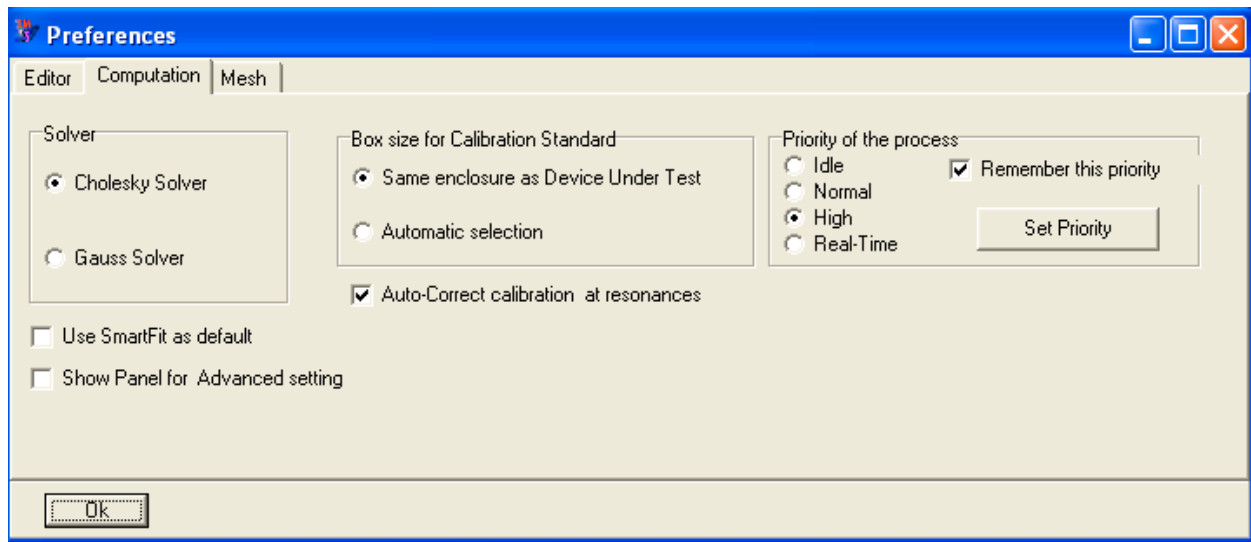 Preferences
Editor
Computation
Mesh
Solver
Cholesky Solver
Gauss Solver
Box size for Calibration Standard
Same enclosure as Device Under Test
Automatic selection
Auto-Correct calibration at resonances
Priority of the process
Idle
Normal
High
Real-Time
Remember this priority
Set Priority
Use SmartFit as default
Show Panel for Advanced setting
Ok